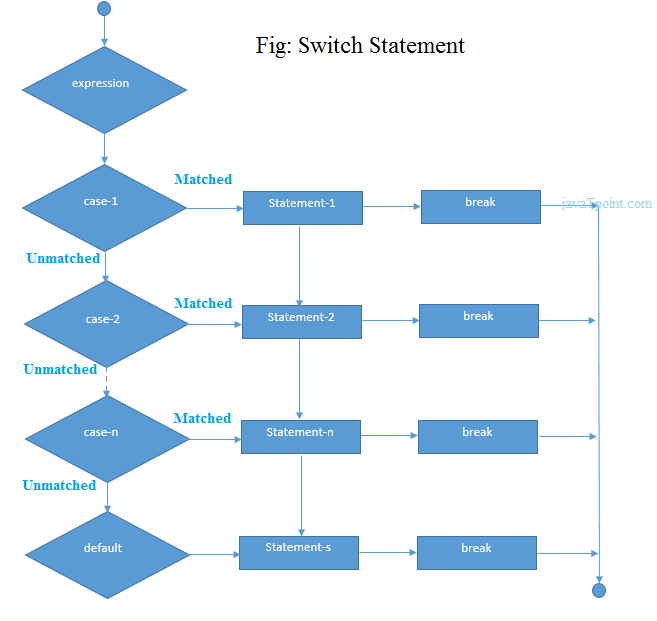 Fig: Switch Statement
expression
Matched
case-1
Statement-1
break
javaTpoint.com
Unmatched
Matched
case-2
Statement-2
break
Unmatched
Matched
case-n
Statement-n
break
Unmatched
default
Statement-s
break